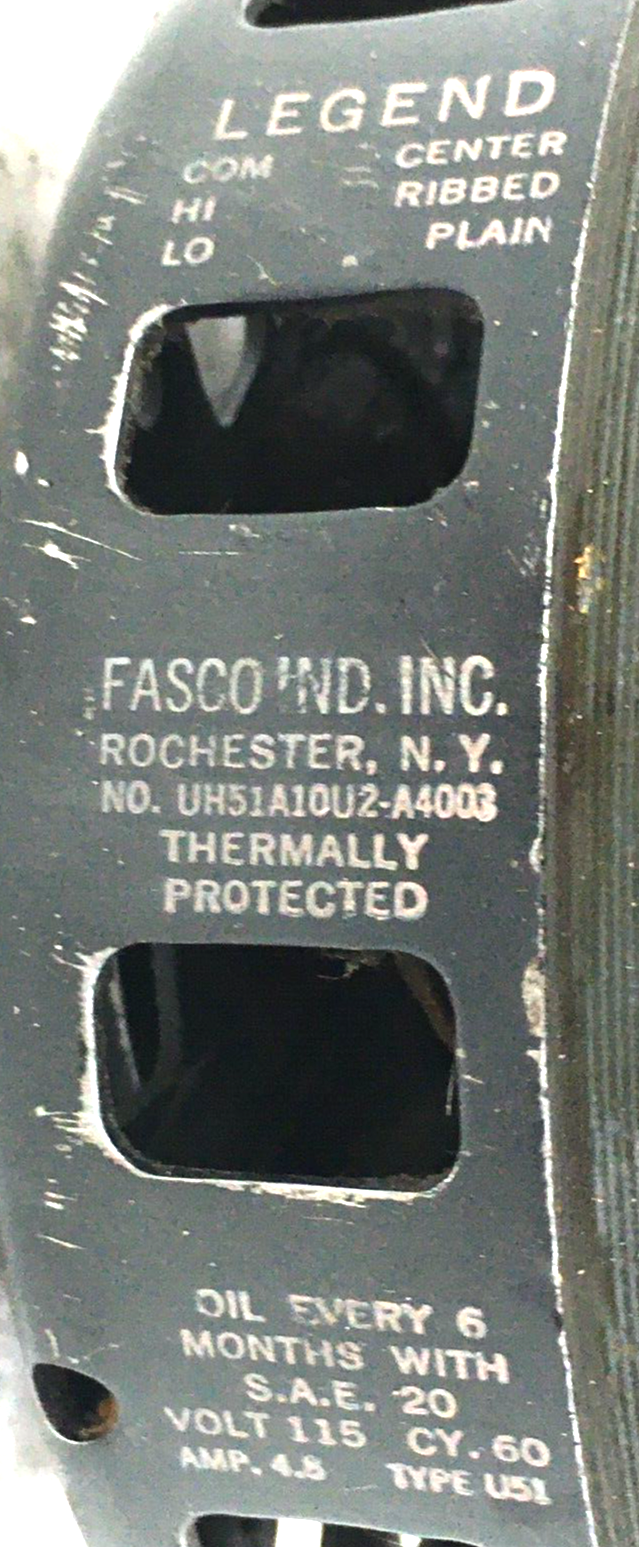 LEGEND
COM = CENTER
HI RIBBED
LO PLAIN
FASCO IND. INC.
ROCHESTER, N. Y.
NO. UH51A10U2-A4003
THERMALLY
PROTECTED
OIL EVERY 6
MONTHS WITH
S.A.E. 20
VOLT 115 CY. 60
AMP. 4.8 TYPE U51